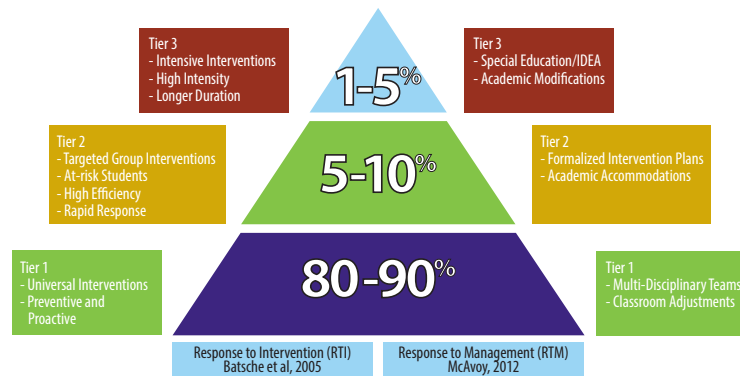 Tier 3
- Intensive Interventions
- High Intensity
- Longer Duration
1-5%
Tier 3
- Special Education/IDEA
- Academic Modifications
Tier 2
- Targeted Group Interventions
- At-risk Students
- High Efficiency
- Rapid Response
5-10%
Tier 2
- Formalized Intervention Plans
- Academic Accommodations
Tier 1
- Universal Interventions
- Preventive and
Proactive
80-90%
Tier 1
- Multi-Disciplinary Teams
- Classroom Adjustments
Response to Intervention (RTI)
Batsche et al, 2005
Response to Management (RTM)
McAvoy, 2012